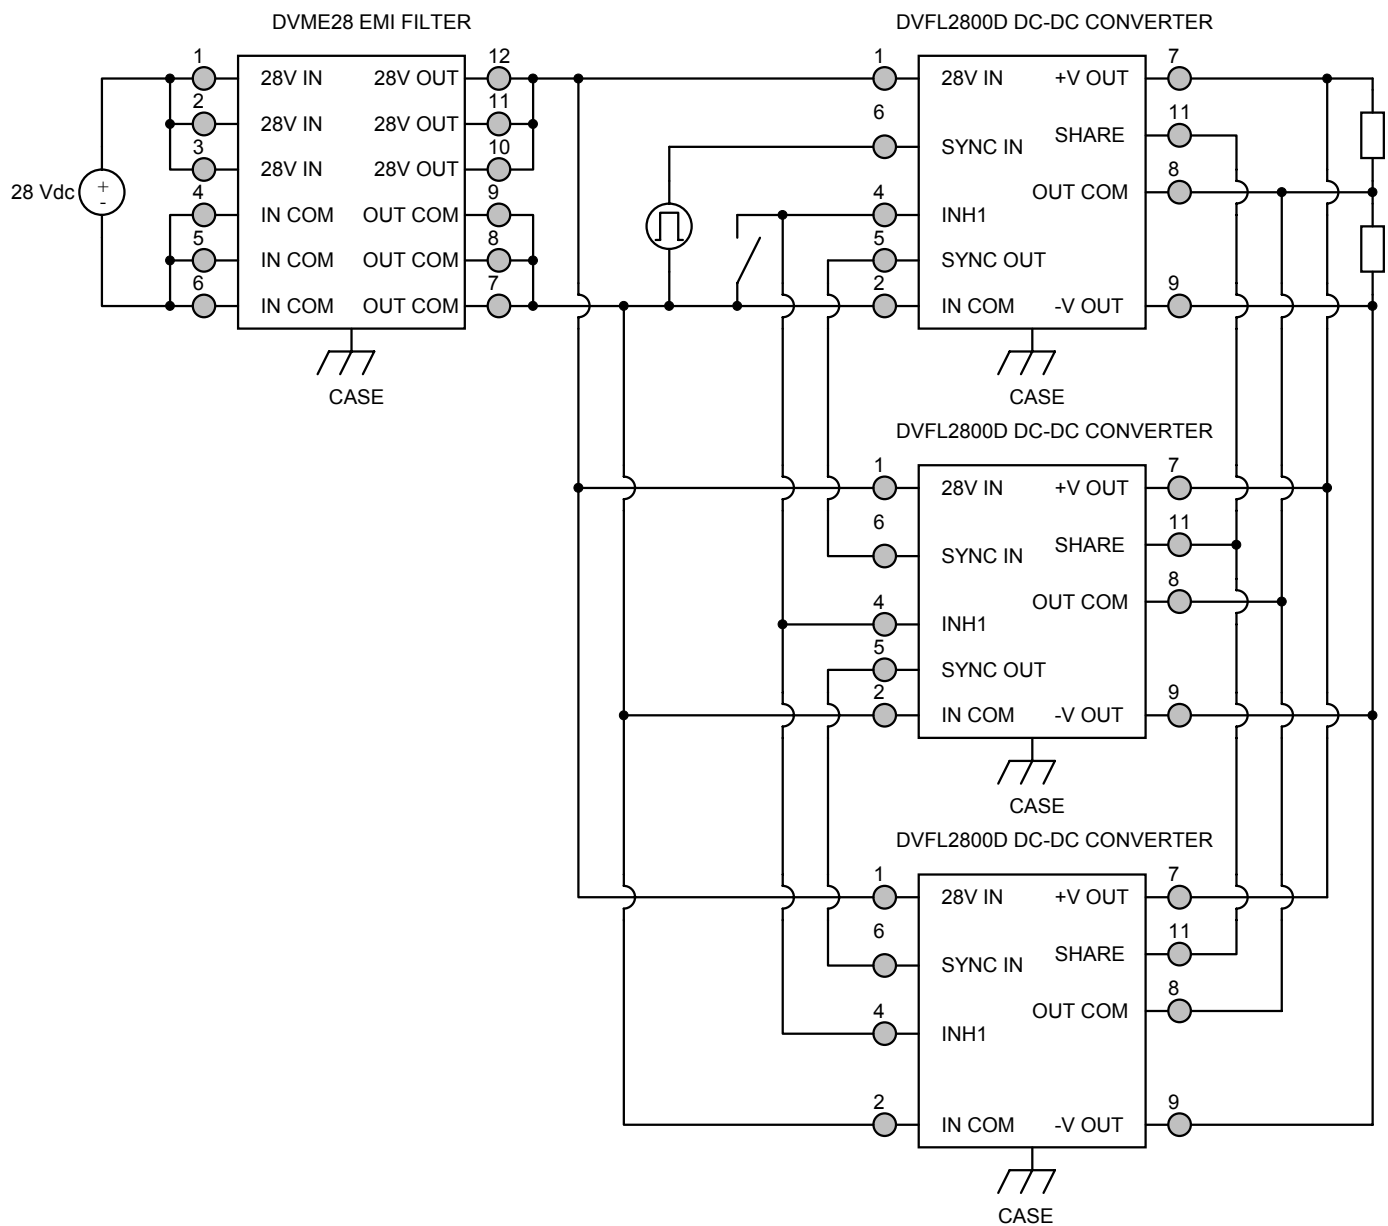 DVME28 EMI FILTER
DVFL2800D DC-DC CONVERTER
1 28V IN 28V OUT 12
2 28V IN 28V OUT 11
3 28V IN 28V OUT 10
28 Vdc + -
4 IN COM OUT COM 9
5 IN COM OUT COM 8
6 IN COM OUT COM 7
CASE
1 28V IN +V OUT 7
6 SYNC IN SHARE 11
OUT COM 8
4 INH1
5 SYNC OUT
2 IN COM -V OUT 9
CASE
DVFL2800D DC-DC CONVERTER
1 28V IN +V OUT 7
6 SYNC IN SHARE 11
OUT COM 8
4 INH1
5 SYNC OUT
2 IN COM -V OUT 9
CASE
DVFL2800D DC-DC CONVERTER
1 28V IN +V OUT 7
6 SYNC IN SHARE 11
OUT COM 8
4 INH1
2 IN COM -V OUT 9
CASE